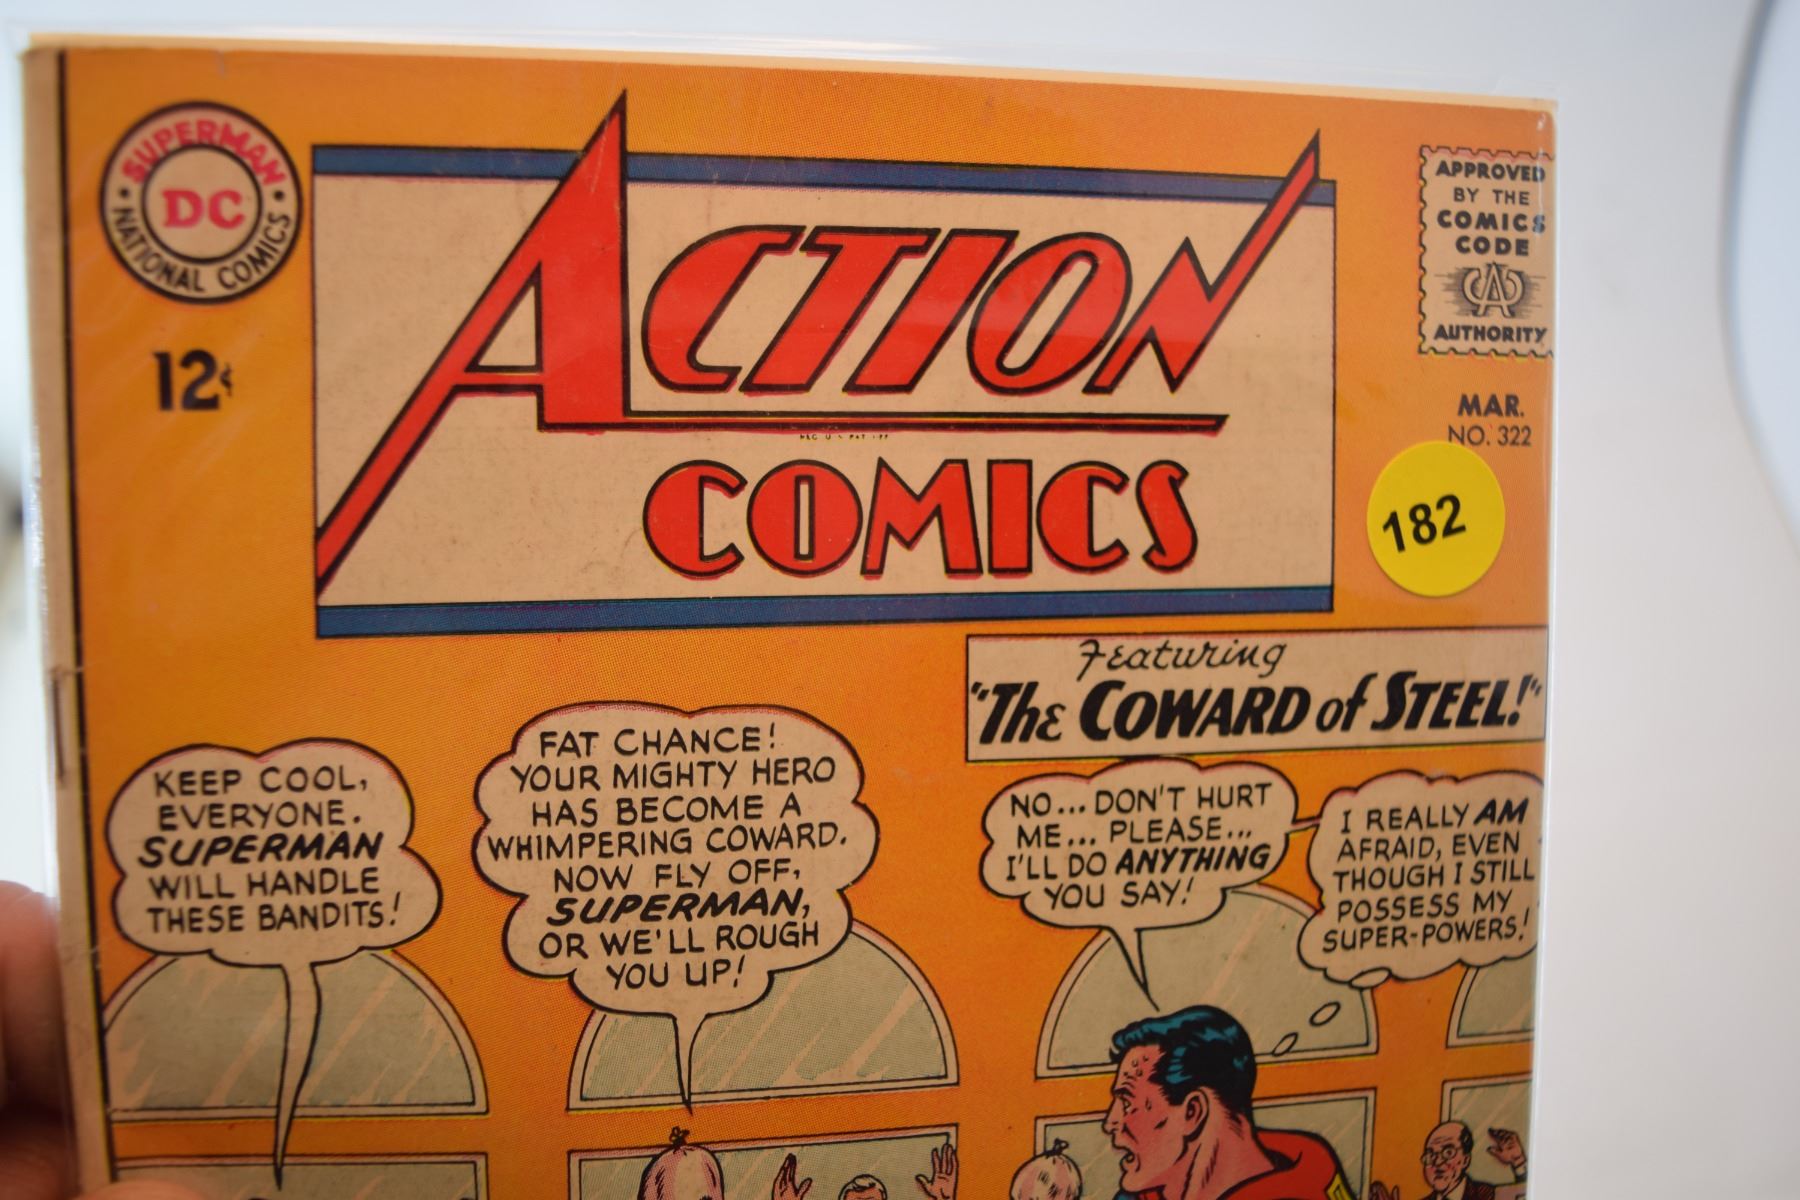 SUPERMAN
DC
NATIONAL COMICS
12¢
ACTION
COMICS
APPROVED
BY THE
COMICS
CODE
CA
AUTHORITY
MAR.
NO. 322
182
Featuring
"The COWARD of STEEL!"
KEEP COOL,
EVERYONE.
SUPERMAN
WILL HANDLE
THESE BANDITS!
FAT CHANCE!
YOUR MIGHTY HERO
HAS BECOME A
WHIMPERING COWARD.
NOW FLY OFF,
SUPERMAN,
OR WE'LL ROUGH
YOU UP!
NO... DON'T HURT
ME... PLEASE...
I'LL DO ANYTHING
YOU SAY!
I REALLY AM
AFRAID, EVEN
THOUGH I STILL
POSSESS MY
SUPER-POWERS!